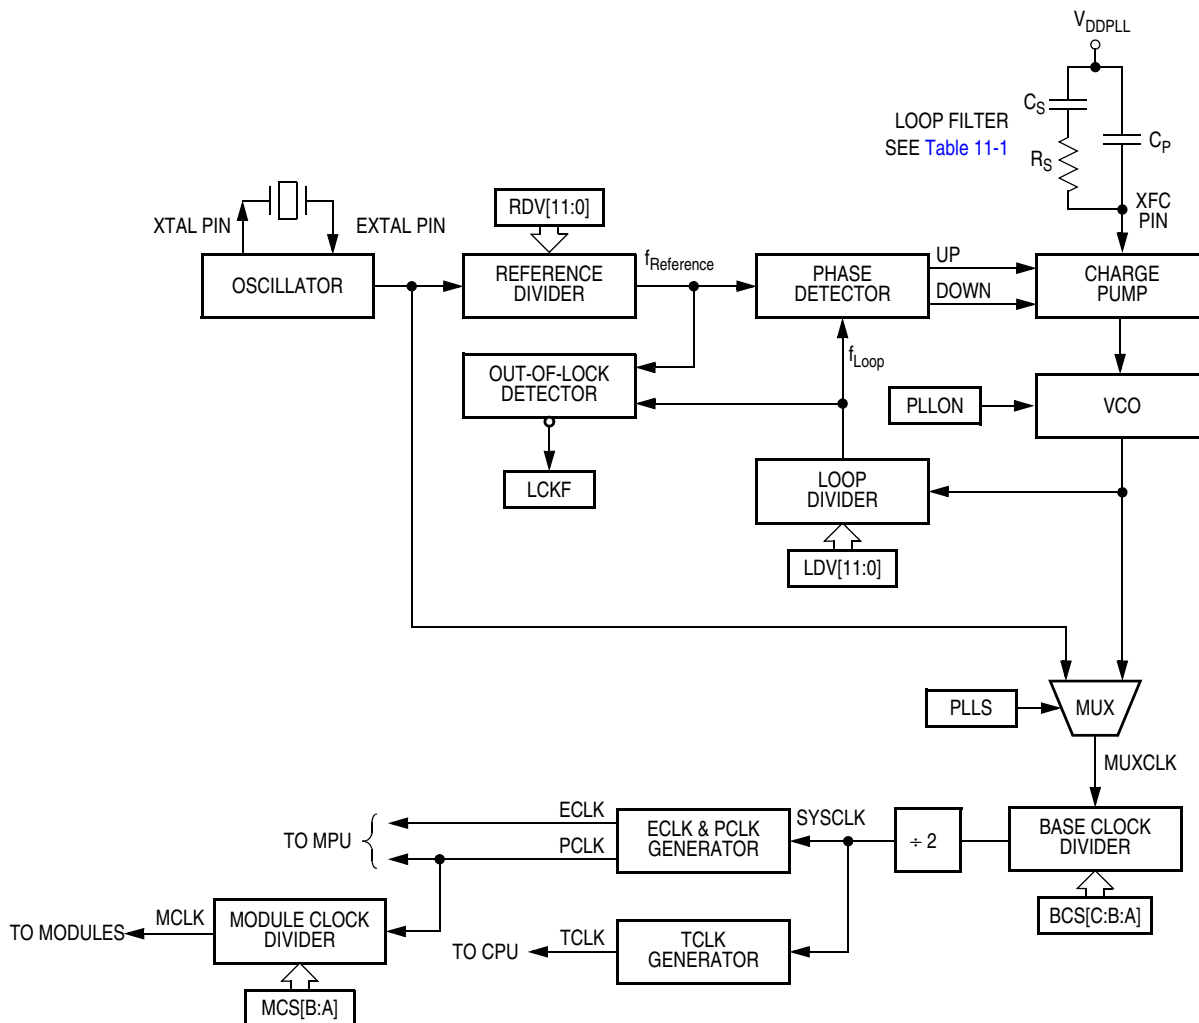 V_DDPLL
C_S
LOOP FILTER
SEE Table 11-1
C_P
R_S
XFC
PIN
RDV[11:0]
XTAL PIN
EXTAL PIN
OSCILLATOR
REFERENCE
DIVIDER
f_Reference
PHASE
DETECTOR
UP
DOWN
CHARGE
PUMP
OUT-OF-LOCK
DETECTOR
f_Loop
PLLON
VCO
LCKF
LOOP
DIVIDER
LDV[11:0]
PLLS
MUX
MUXCLK
TO MPU
ECLK
PCLK
ECLK & PCLK
GENERATOR
SYSCLK
÷ 2
BASE CLOCK
DIVIDER
BCS[C:B:A]
TO MODULES
MCLK
MODULE CLOCK
DIVIDER
TO CPU
TCLK
TCLK
GENERATOR
MCS[B:A]